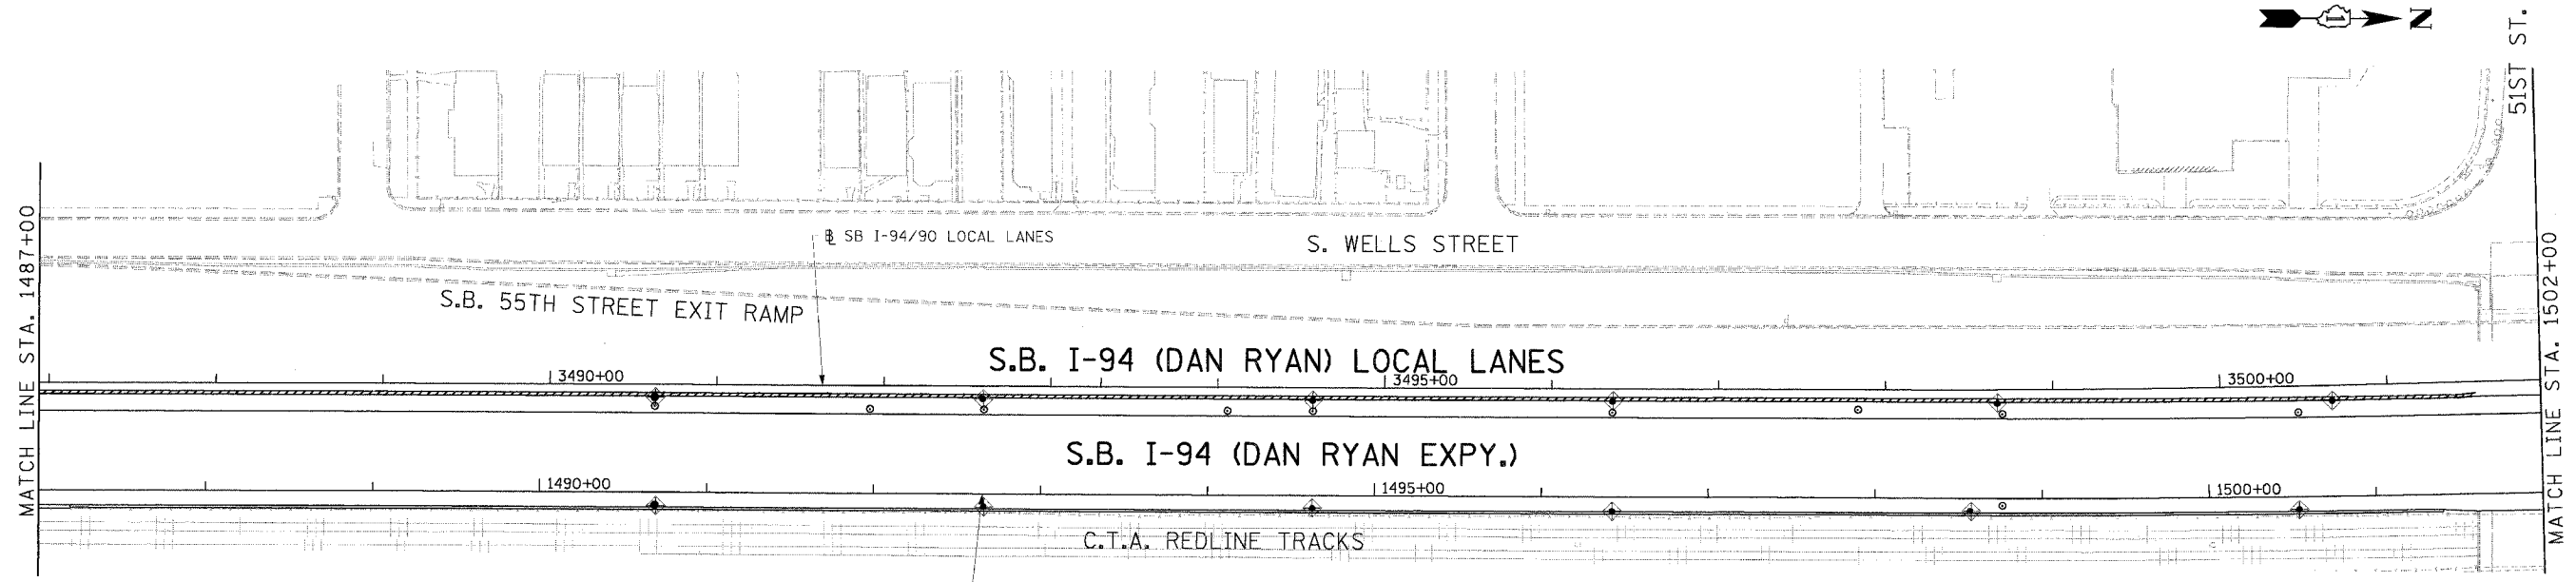 N
51ST ST.
MATCH LINE STA. 1487+00
℄ SB I-94/90 LOCAL LANES
S. WELLS STREET
S.B. 55TH STREET EXIT RAMP
S.B. I-94 (DAN RYAN) LOCAL LANES
3490+00
3495+00
3500+00
S.B. I-94 (DAN RYAN EXPY.)
1490+00
1495+00
1500+00
C.T.A. REDLINE TRACKS
MATCH LINE STA. 1502+00